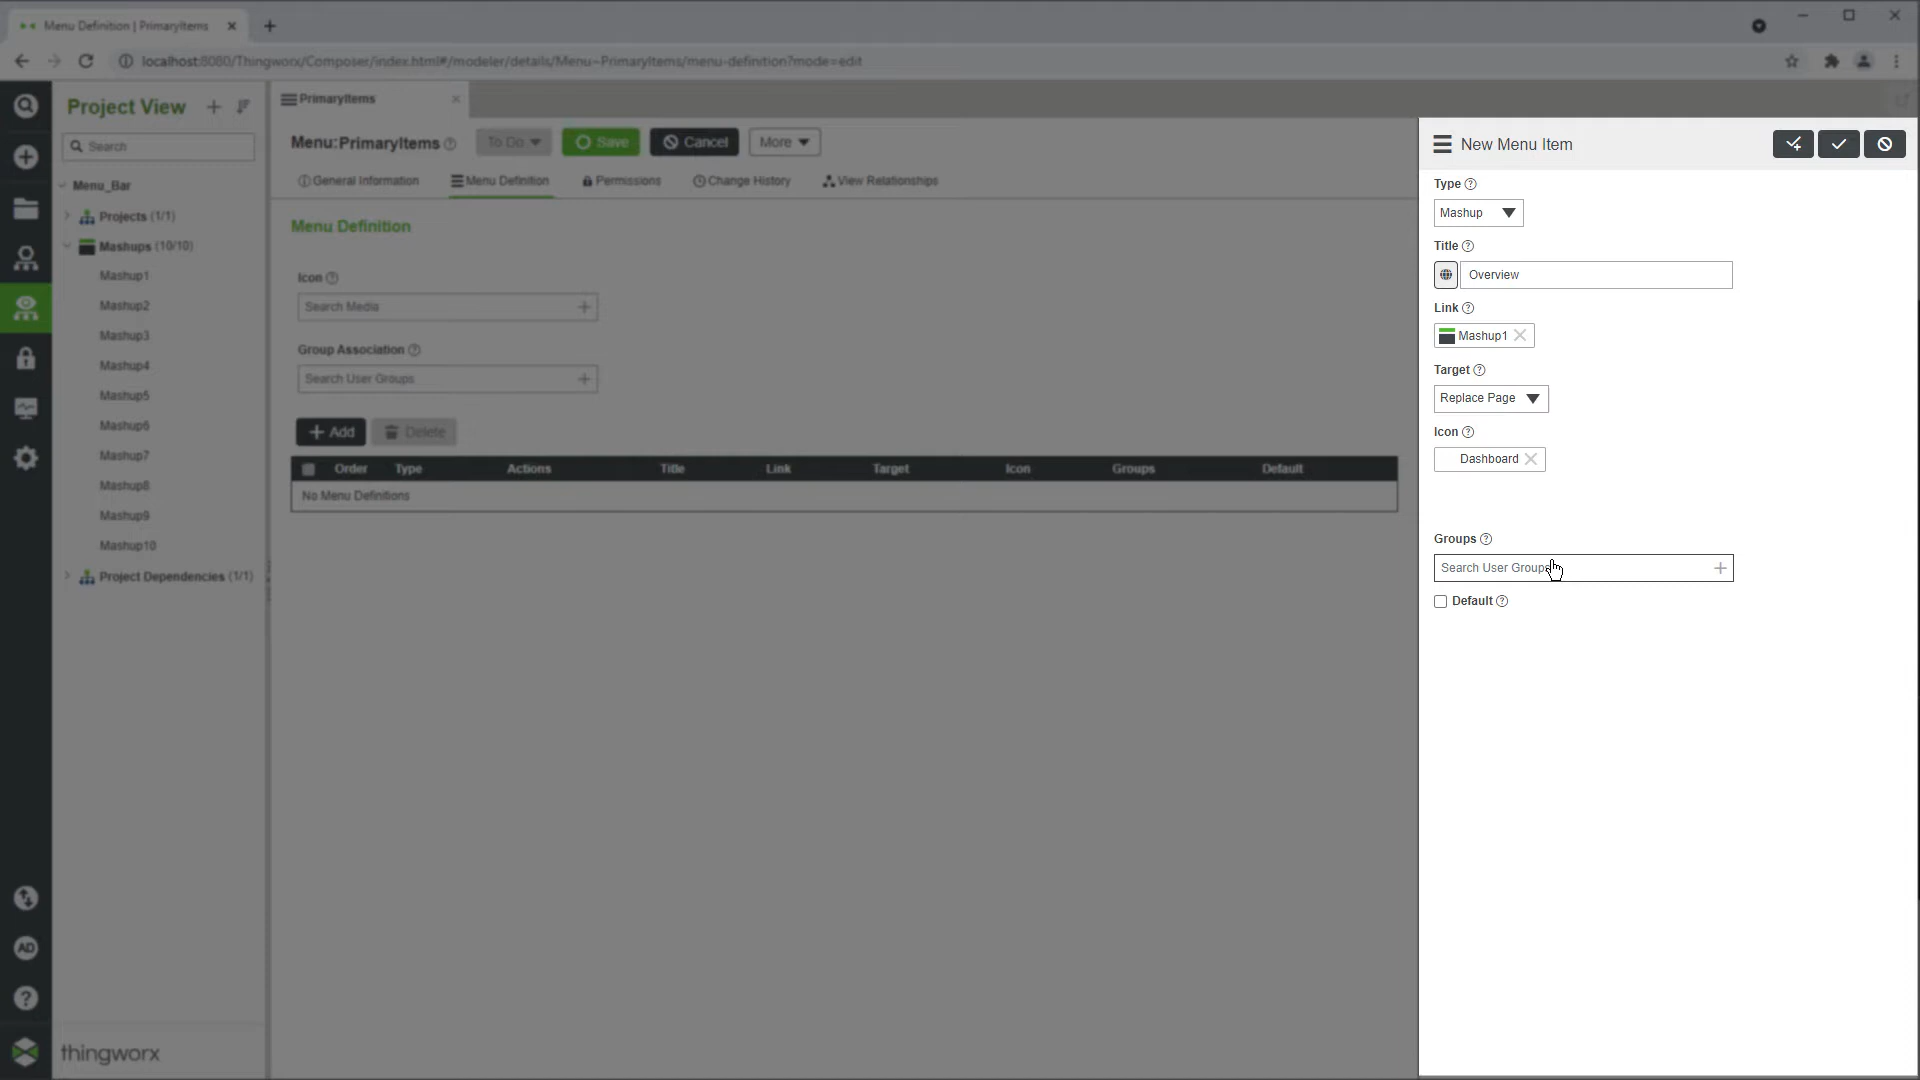 Menu Definition | PrimaryItems
localhost:8080/Thingworx/Composer/index.html#/modeler/details/Menu~PrimaryItems/menu-definition?mode=edit
Project View
Search
Menu_Bar
Projects (1/1)
Mashups (10/10)
Mashup1
Mashup2
Mashup3
Mashup4
Mashup5
Mashup6
Mashup7
Mashup8
Mashup9
Mashup10
Project Dependencies (1/1)
AD
thingworx
PrimaryItems
Menu:PrimaryItems To Do Save Cancel More
General Information Menu Definition Permissions Change History View Relationships
Menu Definition
Icon
Search Media
Group Association
Search User Groups
Add Delete
Order Type Actions Title Link Target Icon Groups Default
No Menu Definitions
New Menu Item
Type
Mashup
Title
Overview
Link
Mashup1
Target
Replace Page
Icon
Dashboard
Groups
Search User Groups
Default